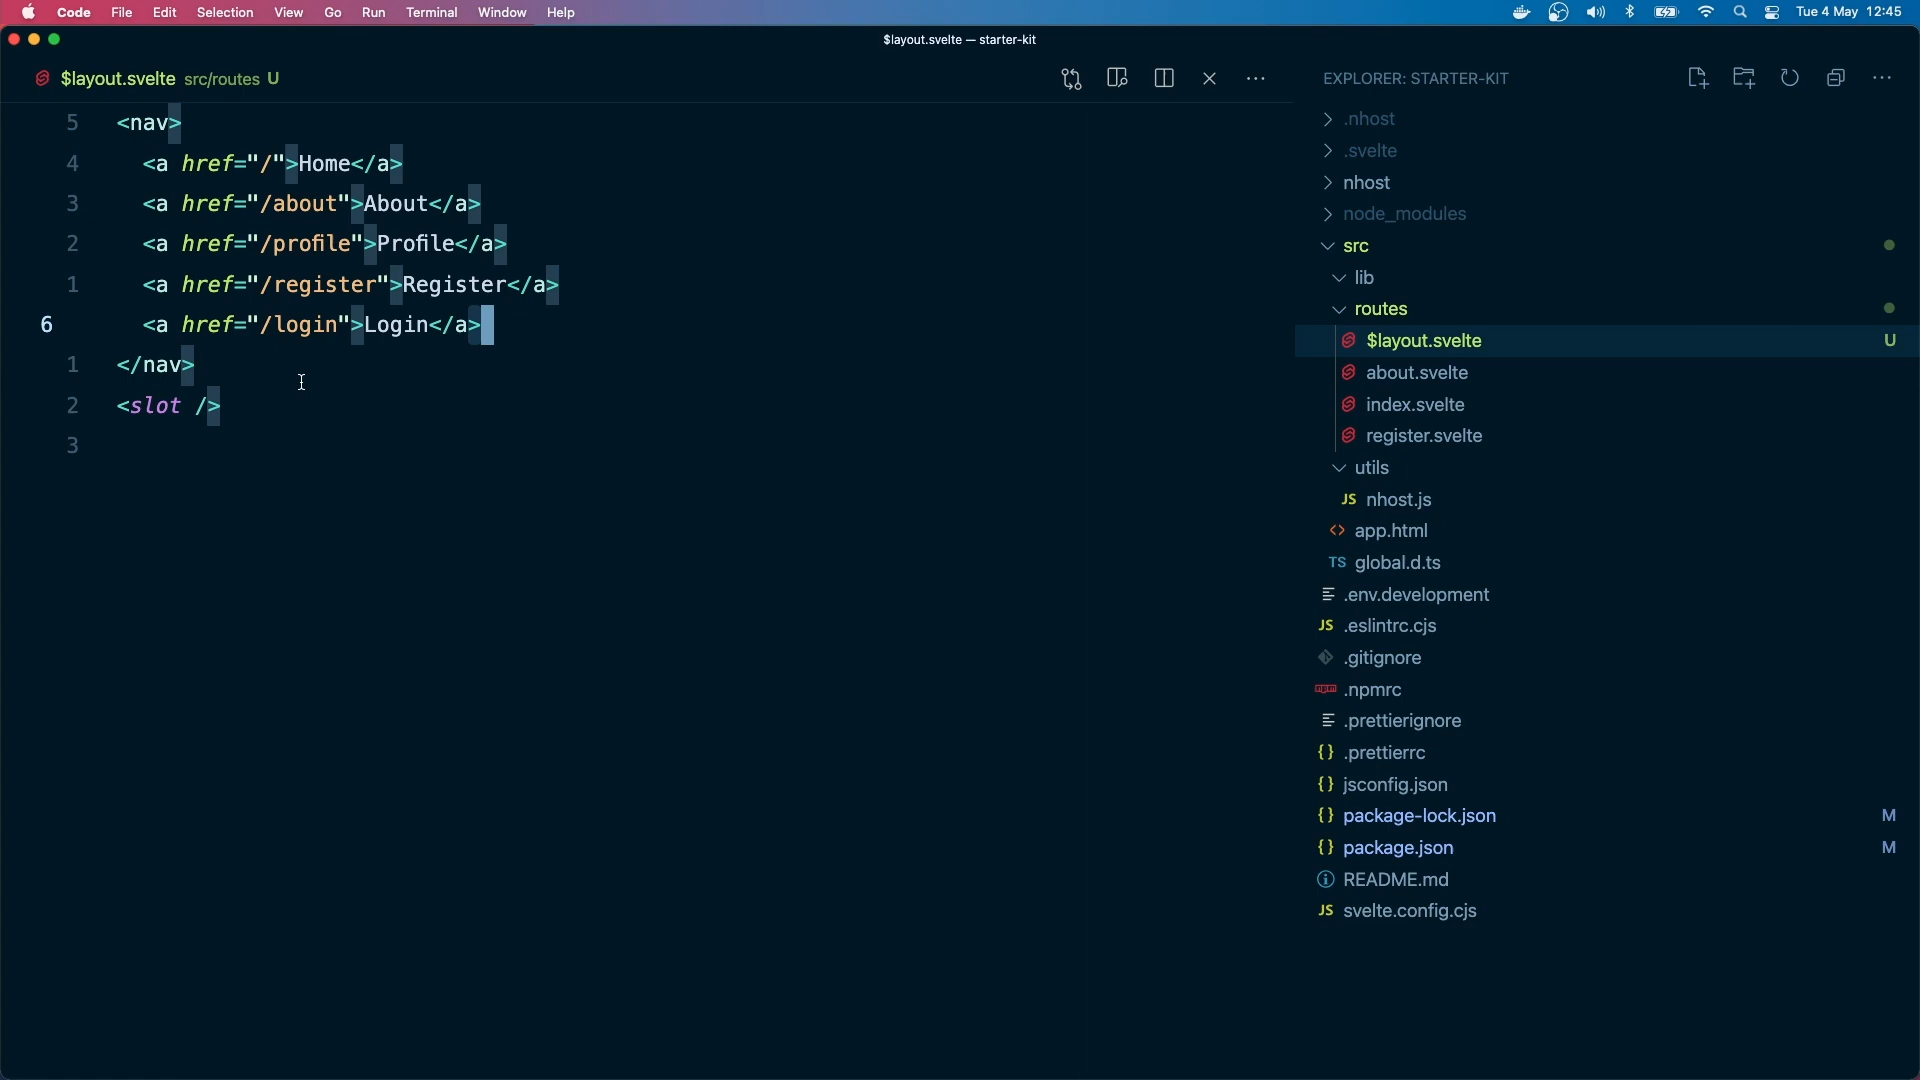 Code File Edit Selection View Go Run Terminal Window Help Tue 4 May 12:45
$layout.svelte — starter-kit
$layout.svelte src/routes U
EXPLORER: STARTER-KIT
5 <nav>
4 <a href="/">Home</a>
3 <a href="/about">About</a>
2 <a href="/profile">Profile</a>
1 <a href="/register">Register</a>
6 <a href="/login">Login</a>
1 </nav>
2 <slot />
3
.nhost
.svelte
nhost
node_modules
src
lib
routes
$layout.svelte U
about.svelte
index.svelte
register.svelte
utils
JS nhost.js
<> app.html
TS global.d.ts
.env.development
JS .eslintrc.cjs
.gitignore
npm .npmrc
.prettierignore
{} .prettierrc
{} jsconfig.json
{} package-lock.json M
{} package.json M
README.md
JS svelte.config.cjs